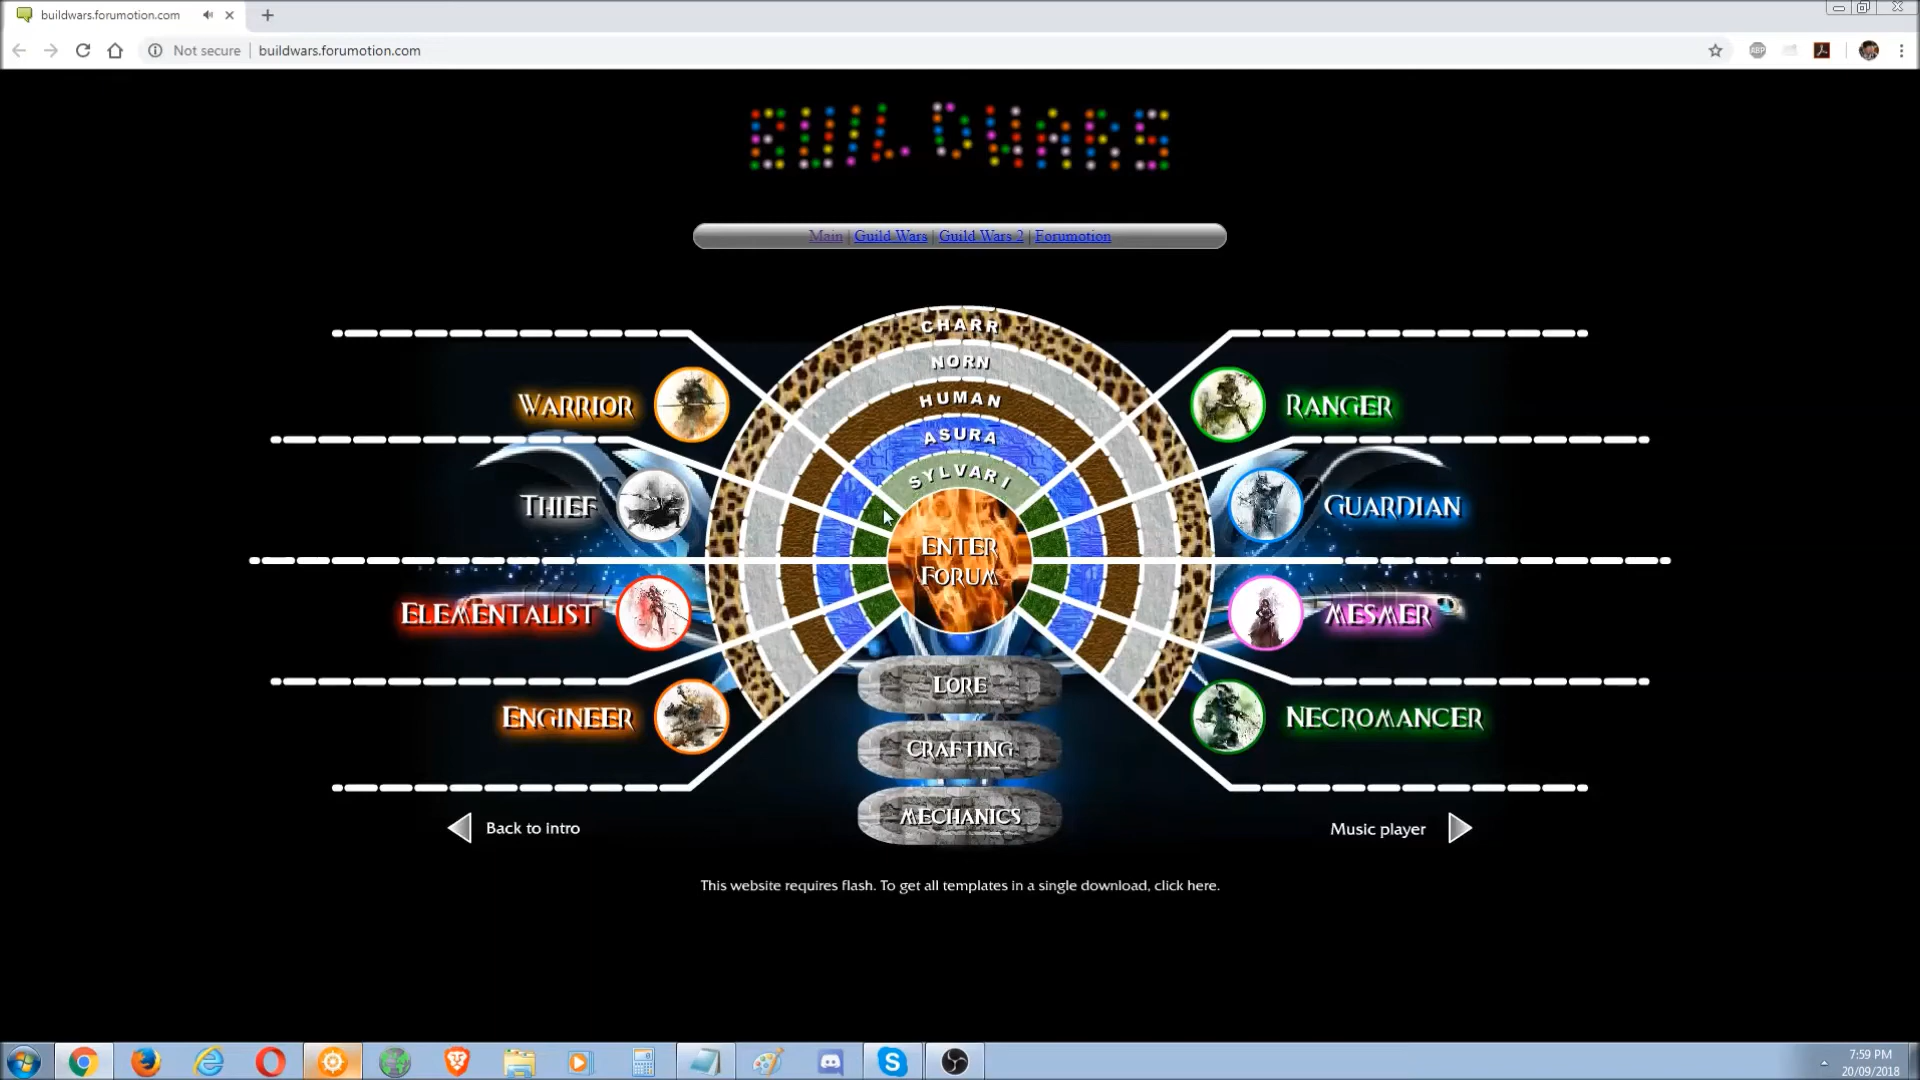 buildwars.forumotion.com
Not secure | buildwars.forumotion.com
ABP
BUILDWARS
Main | Guild Wars | Guild Wars 2 | Forumotion
CHARR
NORN
HUMAN
ASURA
SYLVARI
ENTER
FORUM
WARRIOR
THIEF
ELEMENTALIST
ENGINEER
RANGER
GUARDIAN
MESMER
NECROMANCER
LORE
CRAFTING
MECHANICS
Back to intro
Music player
This website requires flash. To get all templates in a single download, click here.
7:59 PM
20/09/2018